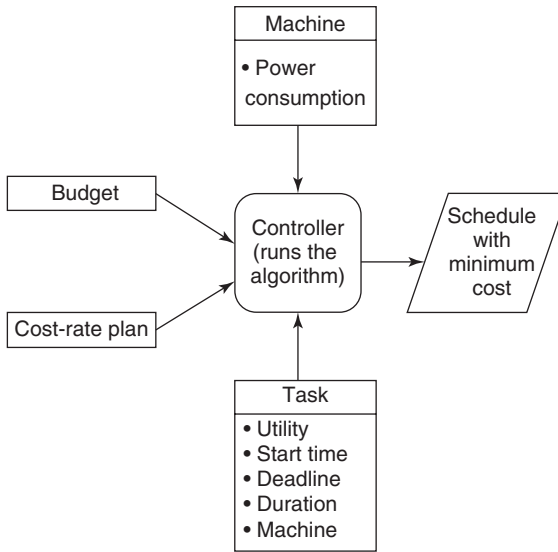 Machine
• Power
consumption
Budget
Controller
(runs the
algorithm)
Schedule
with
minimum
cost
Cost-rate plan
Task
• Utility
• Start time
• Deadline
• Duration
• Machine